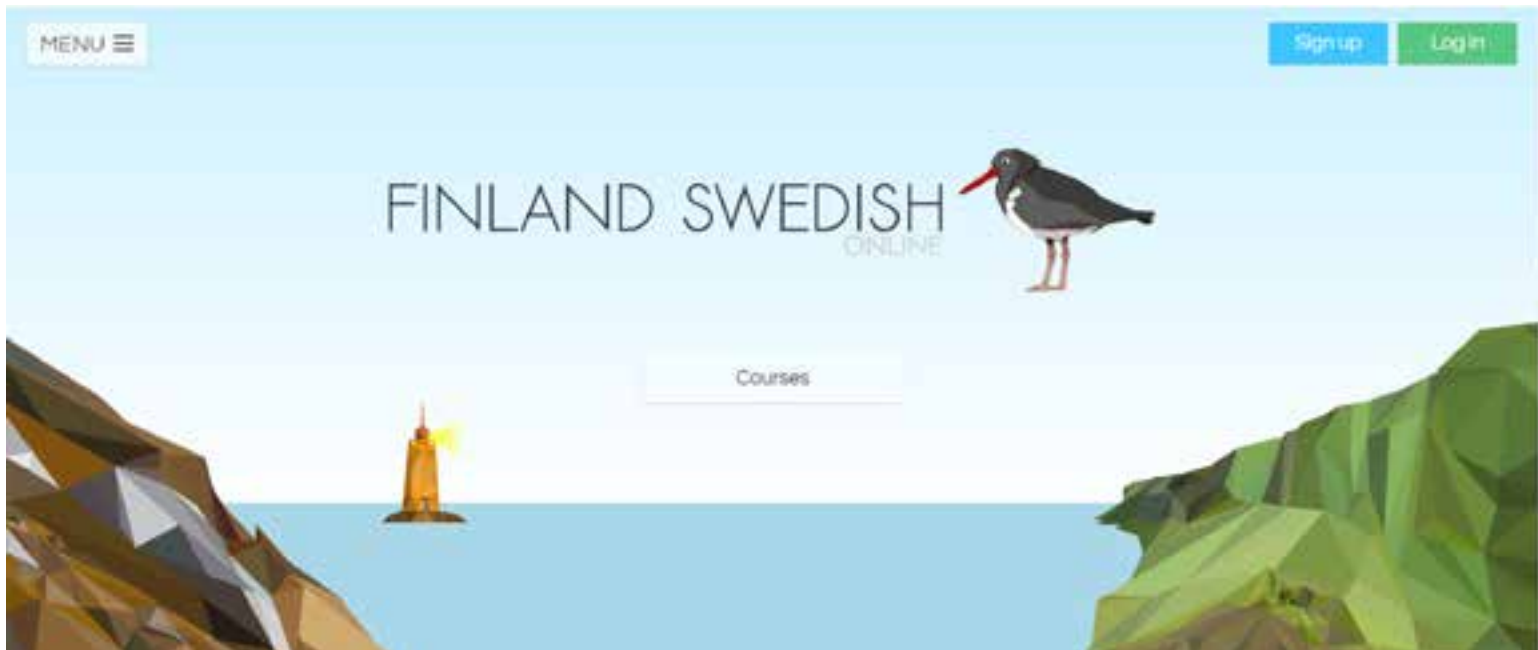 MENU
Sign up
Log in
FINLAND SWEDISH
ONLINE
Courses